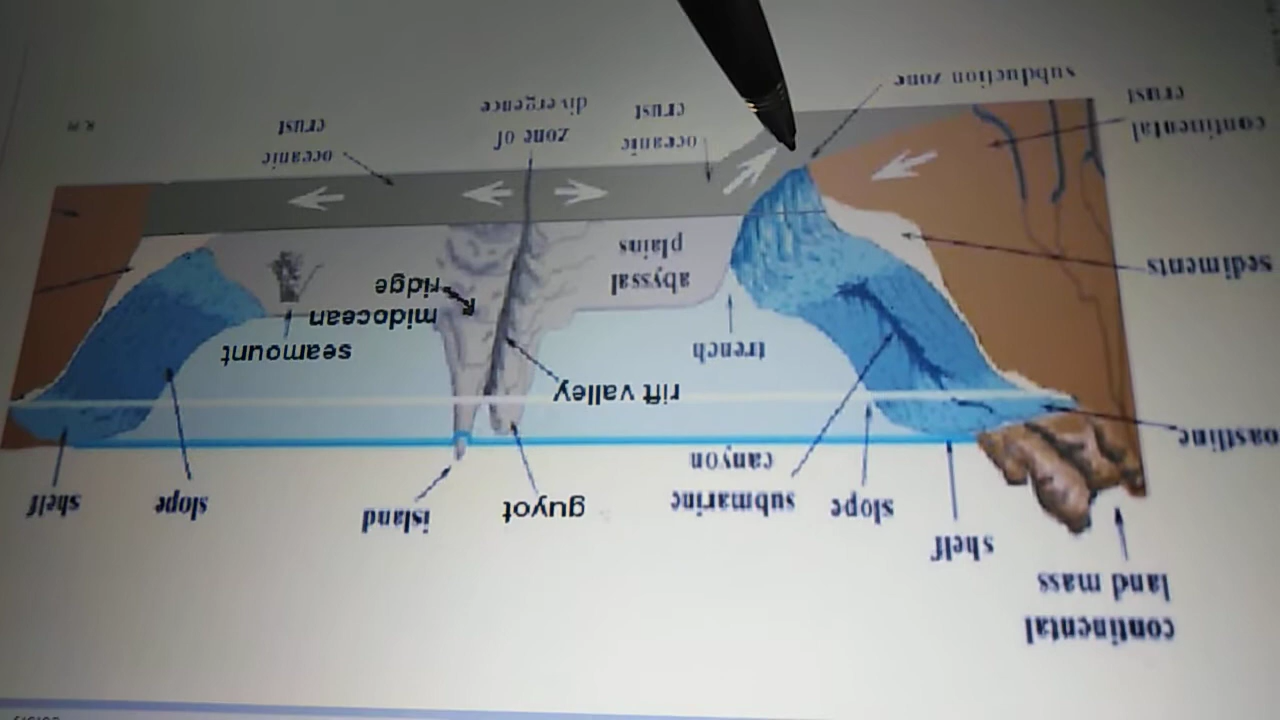 continental
land mass
shelf
slope
submarine
canyon
guyot
island
slope
shelf
oastline
rift valley
trench
seamount
midocean
ridge
abyssal
plains
sediments
continental
crust
subduction zone
oceanic
crust
zone of
divergence
oceanic
crust